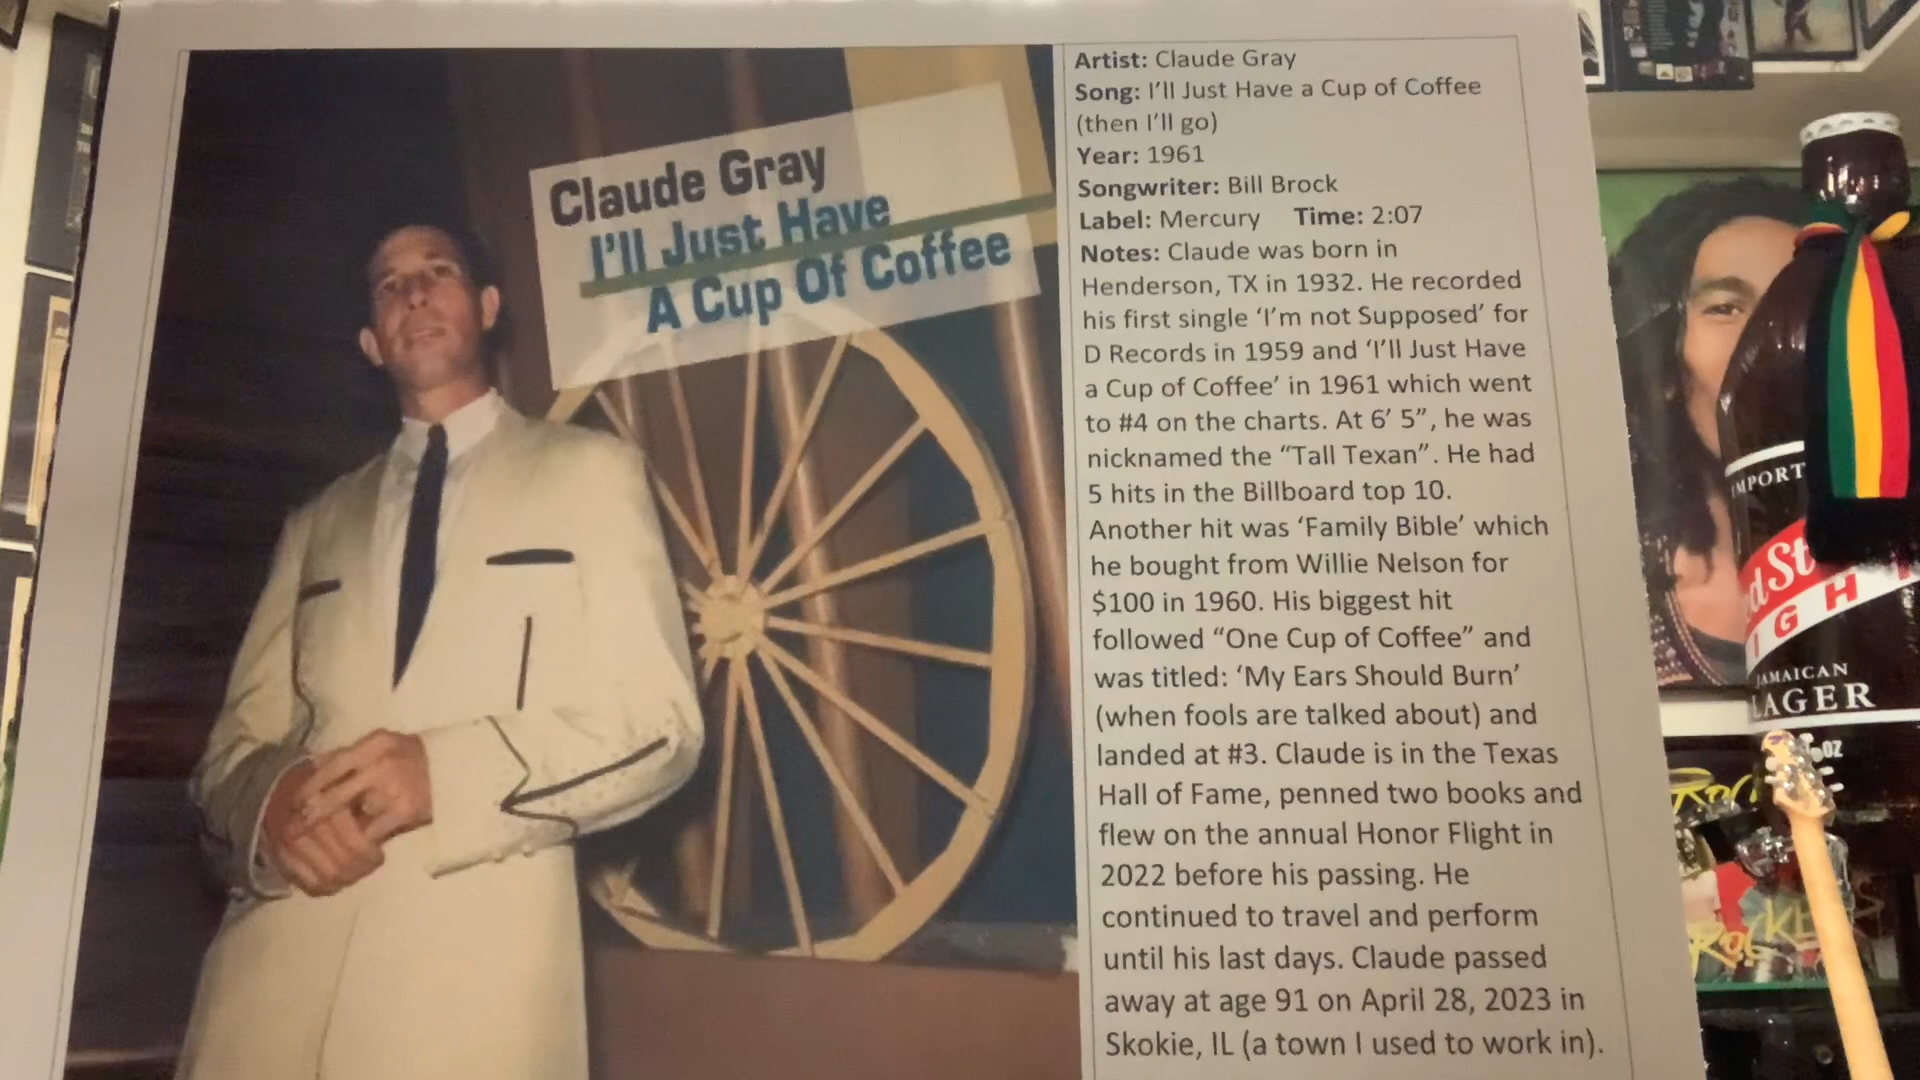 Claude Gray
I'll Just Have
A Cup Of Coffee
Artist: Claude Gray
Song: I'll Just Have a Cup of Coffee
(then I'll go)
Year: 1961
Songwriter: Bill Brock
Label: Mercury Time: 2:07
Notes: Claude was born in
Henderson, TX in 1932. He recorded
his first single 'I'm not Supposed' for
D Records in 1959 and 'I'll Just Have
a Cup of Coffee' in 1961 which went
to #4 on the charts. At 6' 5", he was
nicknamed the "Tall Texan". He had
5 hits in the Billboard top 10.
Another hit was 'Family Bible' which
he bought from Willie Nelson for
$100 in 1960. His biggest hit
followed "One Cup of Coffee" and
was titled: 'My Ears Should Burn'
(when fools are talked about) and
landed at #3. Claude is in the Texas
Hall of Fame, penned two books and
flew on the annual Honor Flight in
2022 before his passing. He
continued to travel and perform
until his last days. Claude passed
away at age 91 on April 28, 2023 in
Skokie, IL (a town I used to work in).
IMPORT
d St
IGH
JAMAICAN
LAGER
OZ